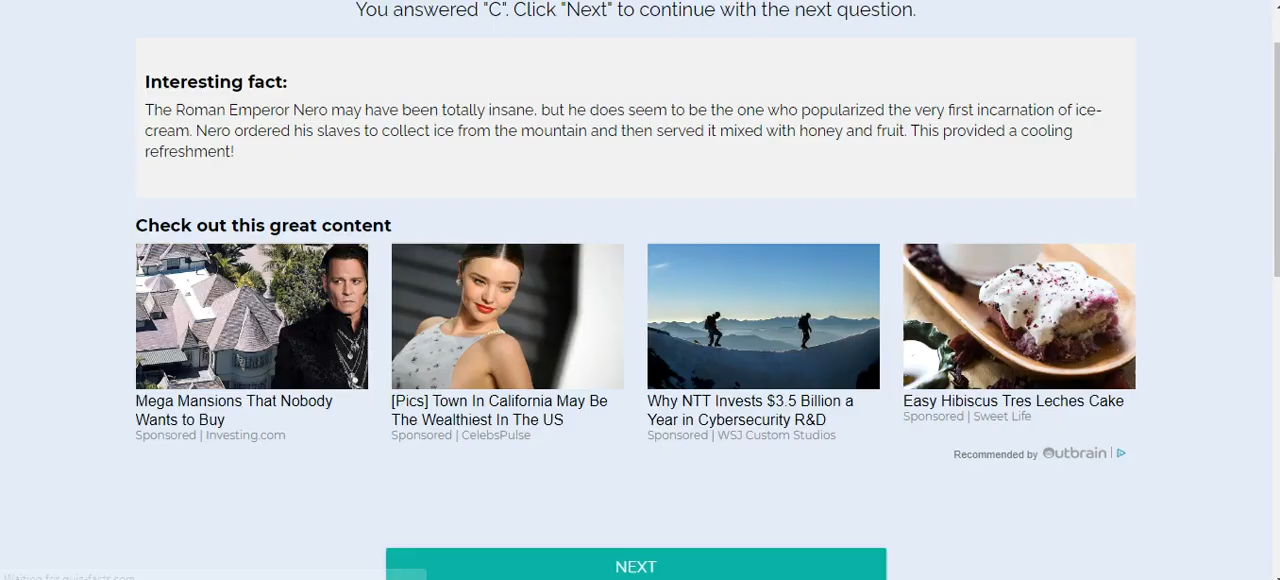 You answered "C". Click "Next" to continue with the next question.
Interesting fact:
The Roman Emperor Nero may have been totally insane, but he does seem to be the one who popularized the very first incarnation of ice-
cream. Nero ordered his slaves to collect ice from the mountain and then served it mixed with honey and fruit. This provided a cooling
refreshment!
Check out this great content
Mega Mansions That Nobody
Wants to Buy
Sponsored | Investing.com
[Pics] Town In California May Be
The Wealthiest In The US
Sponsored | CelebsPulse
Why NTT Invests $3.5 Billion a
Year in Cybersecurity R&D
Sponsored | WSJ Custom Studios
Easy Hibiscus Tres Leches Cake
Sponsored | Sweet Life
Recommended by Outbrain
NEXT